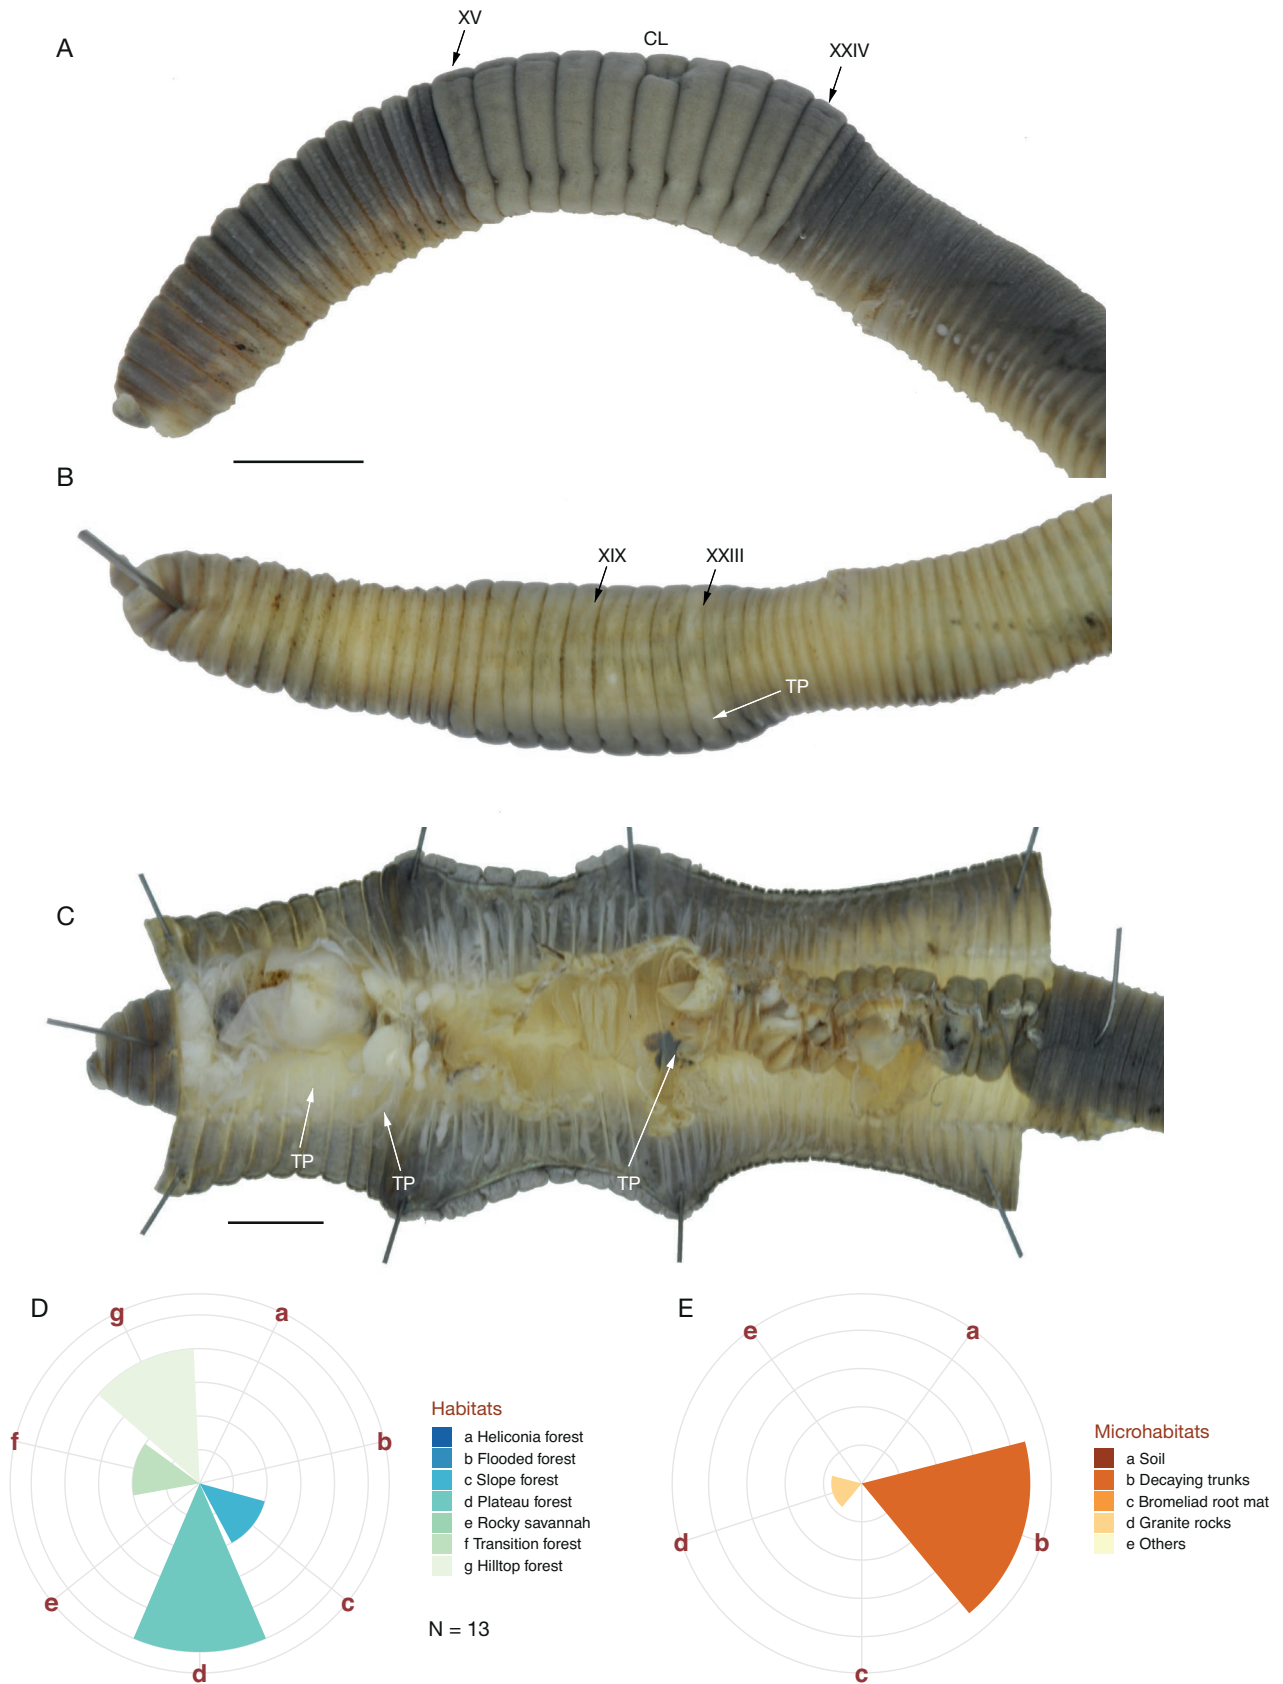 A
XV
CL
XXIV
B
XIX
XXIII
TP
C
TP
TP
TP
D
g
a
f
b
e
c
d
Habitats
a Heliconia forest
b Flooded forest
c Slope forest
d Plateau forest
e Rocky savannah
f Transition forest
g Hilltop forest
N = 13
E
e
a
d
b
c
Microhabitats
a Soil
b Decaying trunks
c Bromeliad root mat
d Granite rocks
e Others